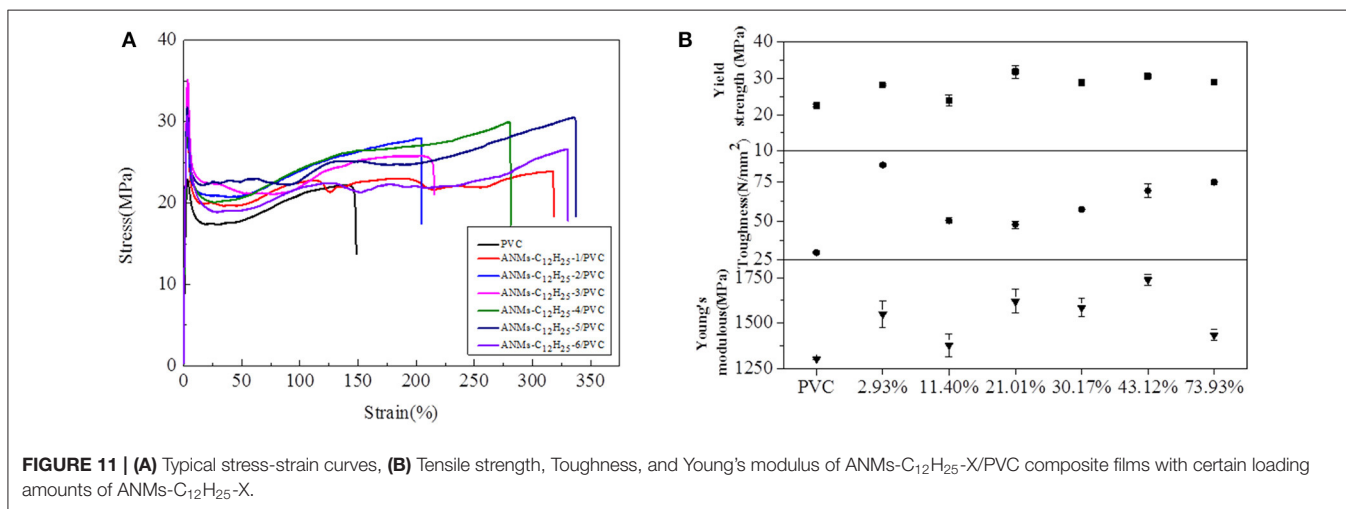 A
40
30
20
10
0
Stress(MPa)
0 50 100 150 200 250 300 350
Strain(%)
PVC
ANMs-C12H25-1/PVC
ANMs-C12H25-2/PVC
ANMs-C12H25-3/PVC
ANMs-C12H25-4/PVC
ANMs-C12H25-5/PVC
ANMs-C12H25-6/PVC
B
Yield
strength (MPa)
40
30
20
10
Toughness(N/mm2)
75
50
25
Young's
modulous(MPa)
1750
1500
1250
PVC 2.93% 11.40% 21.01% 30.17% 43.12% 73.93%
FIGURE 11 | (A) Typical stress-strain curves, (B) Tensile strength, Toughness, and Young's modulus of ANMs-C12H25-X/PVC composite films with certain loading
amounts of ANMs-C12H25-X.